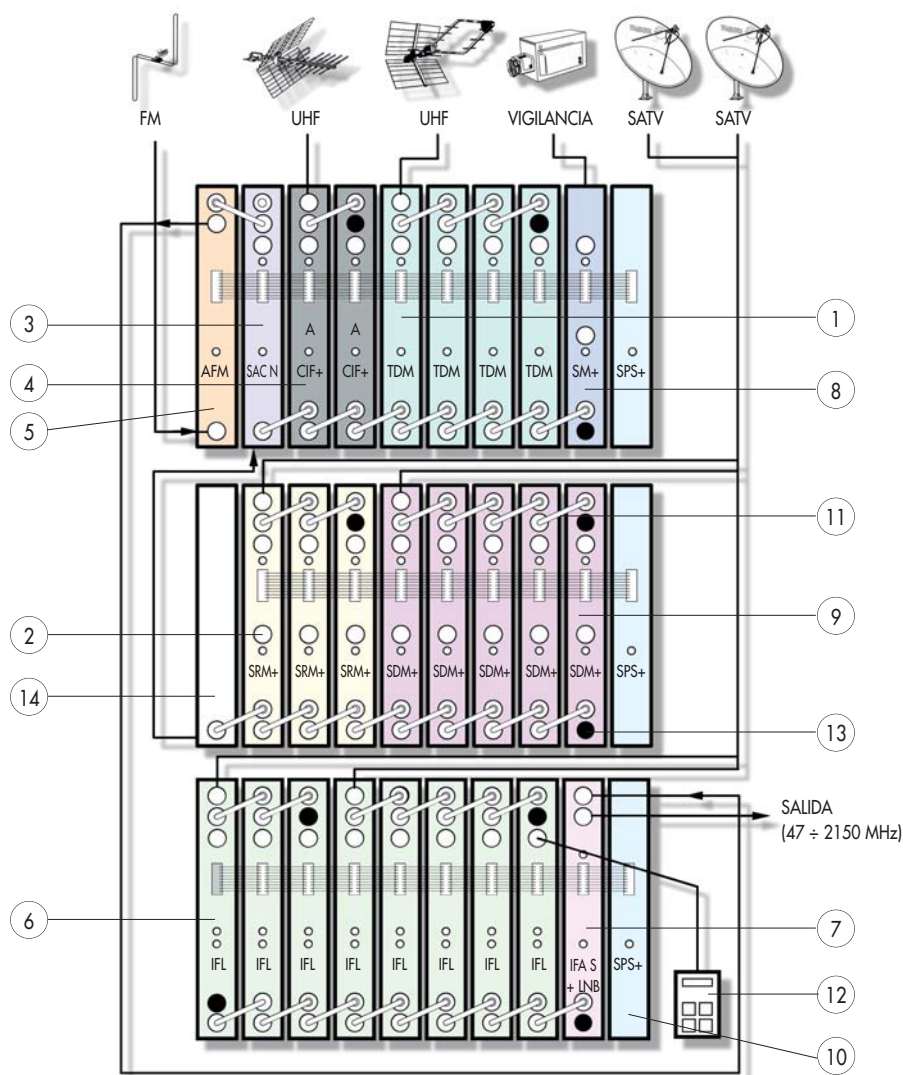 FM UHF UHF VIGILANCIA SATV SATV
3
4
5
A A
AFM SAC N CIF+ CIF+ TDM TDM TDM TDM SM+ SPS+
1
8
2
14
SRM+ SRM+ SRM+ SDM+ SDM+ SDM+ SDM+ SDM+ SPS+
11
9
13
SALIDA
(47 ÷ 2150 MHz)
6
IFL IFL IFL IFL IFL IFL IFL IFL IFA S SPS+
+ LNB
7
12
10